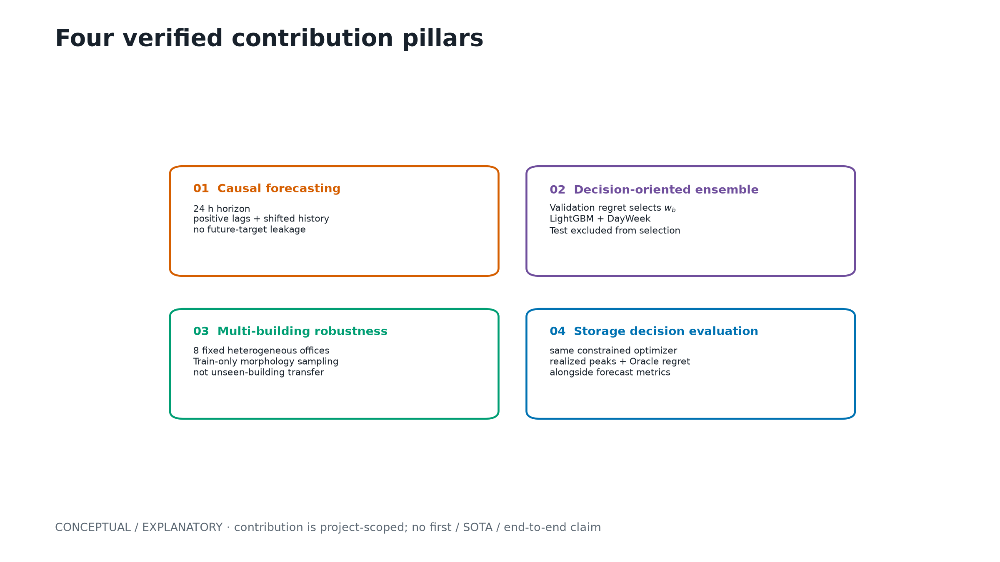 Four verified contribution pillars
01 Causal forecasting
24 h horizon
positive lags + shifted history
no future-target leakage
02 Decision-oriented ensemble
Validation regret selects w_b
LightGBM + DayWeek
Test excluded from selection
03 Multi-building robustness
8 fixed heterogeneous offices
Train-only morphology sampling
not unseen-building transfer
04 Storage decision evaluation
same constrained optimizer
realized peaks + Oracle regret
alongside forecast metrics
CONCEPTUAL / EXPLANATORY · contribution is project-scoped; no first / SOTA / end-to-end claim